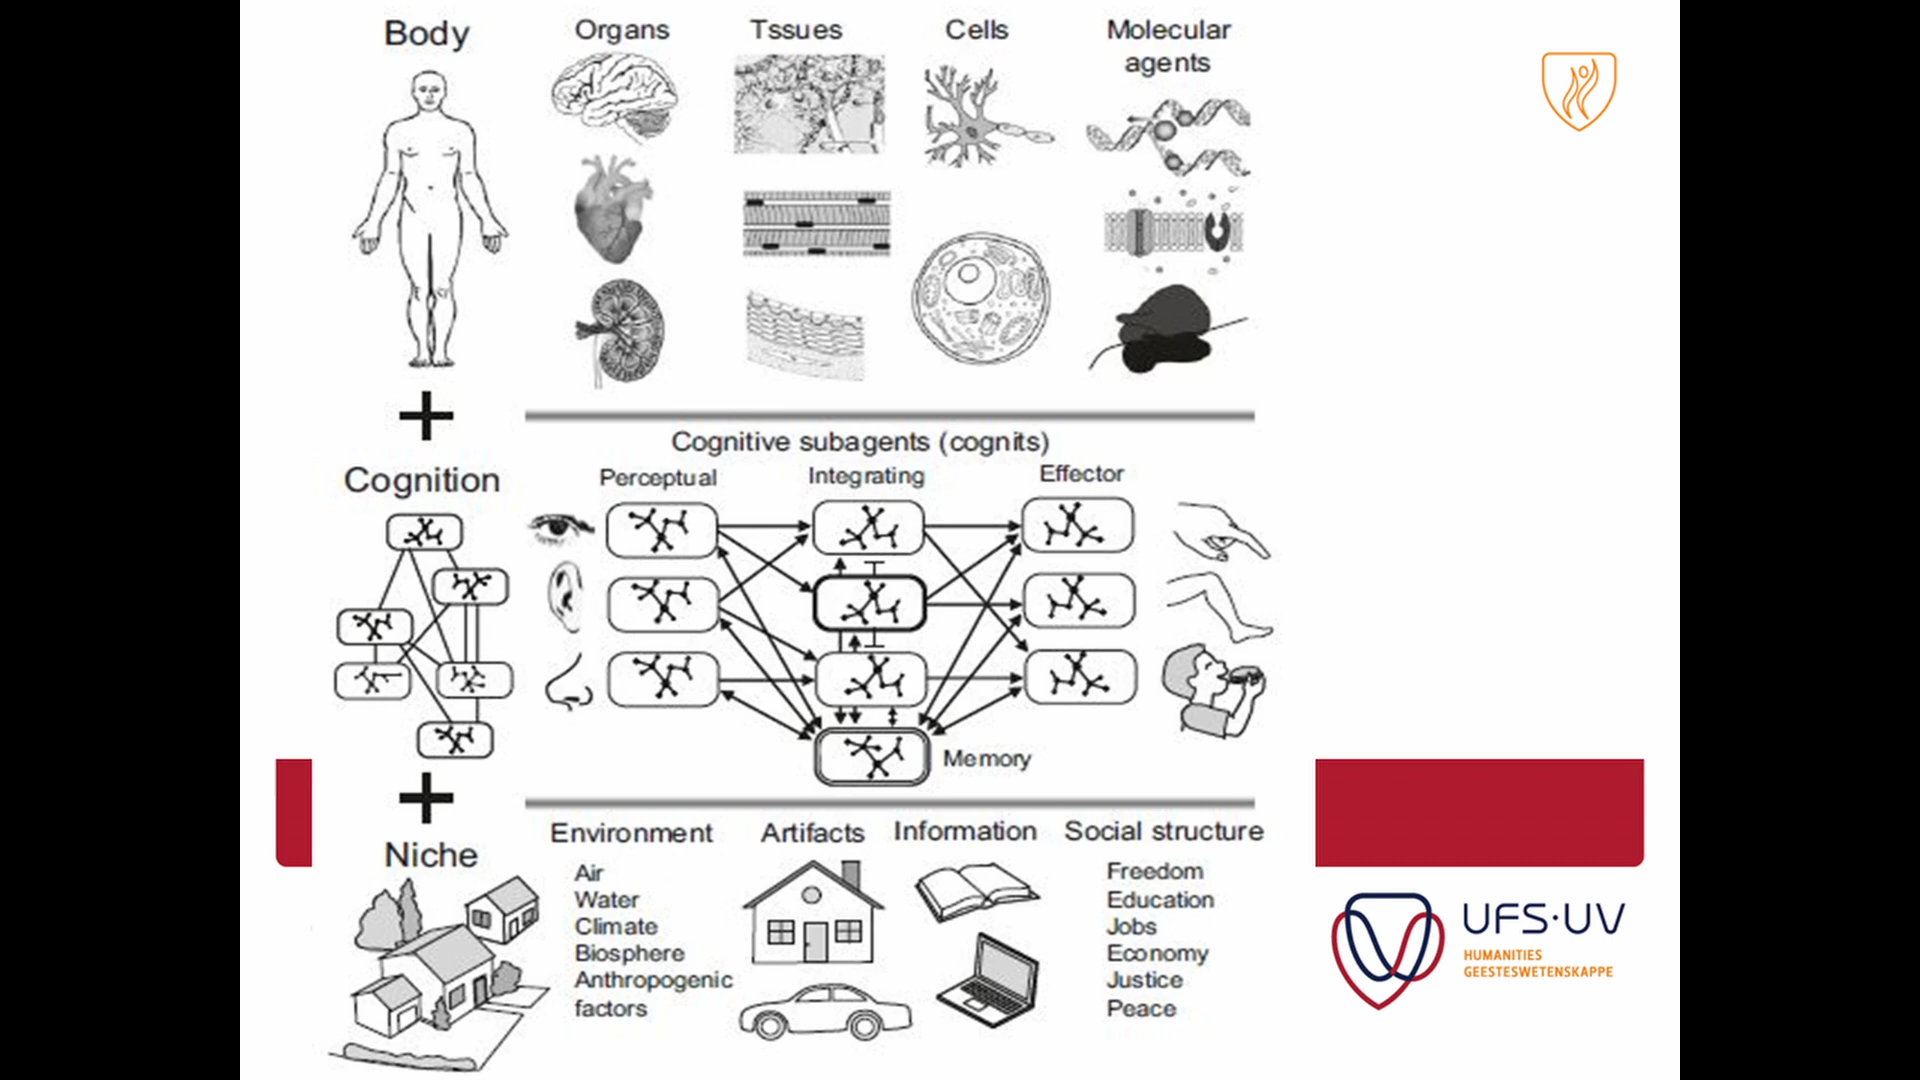 Body
Organs
Tssues
Cells
Molecular
agents
Cognitive subagents (cognits)
Cognition
Perceptual
Integrating
Effector
Memory
Niche
Environment
Artifacts
Information
Social structure
Air
Water
Climate
Biosphere
Anthropogenic
factors
Freedom
Education
Jobs
Economy
Justice
Peace
UFS·UV
HUMANITIES
GEESTESWETENSKAPPE